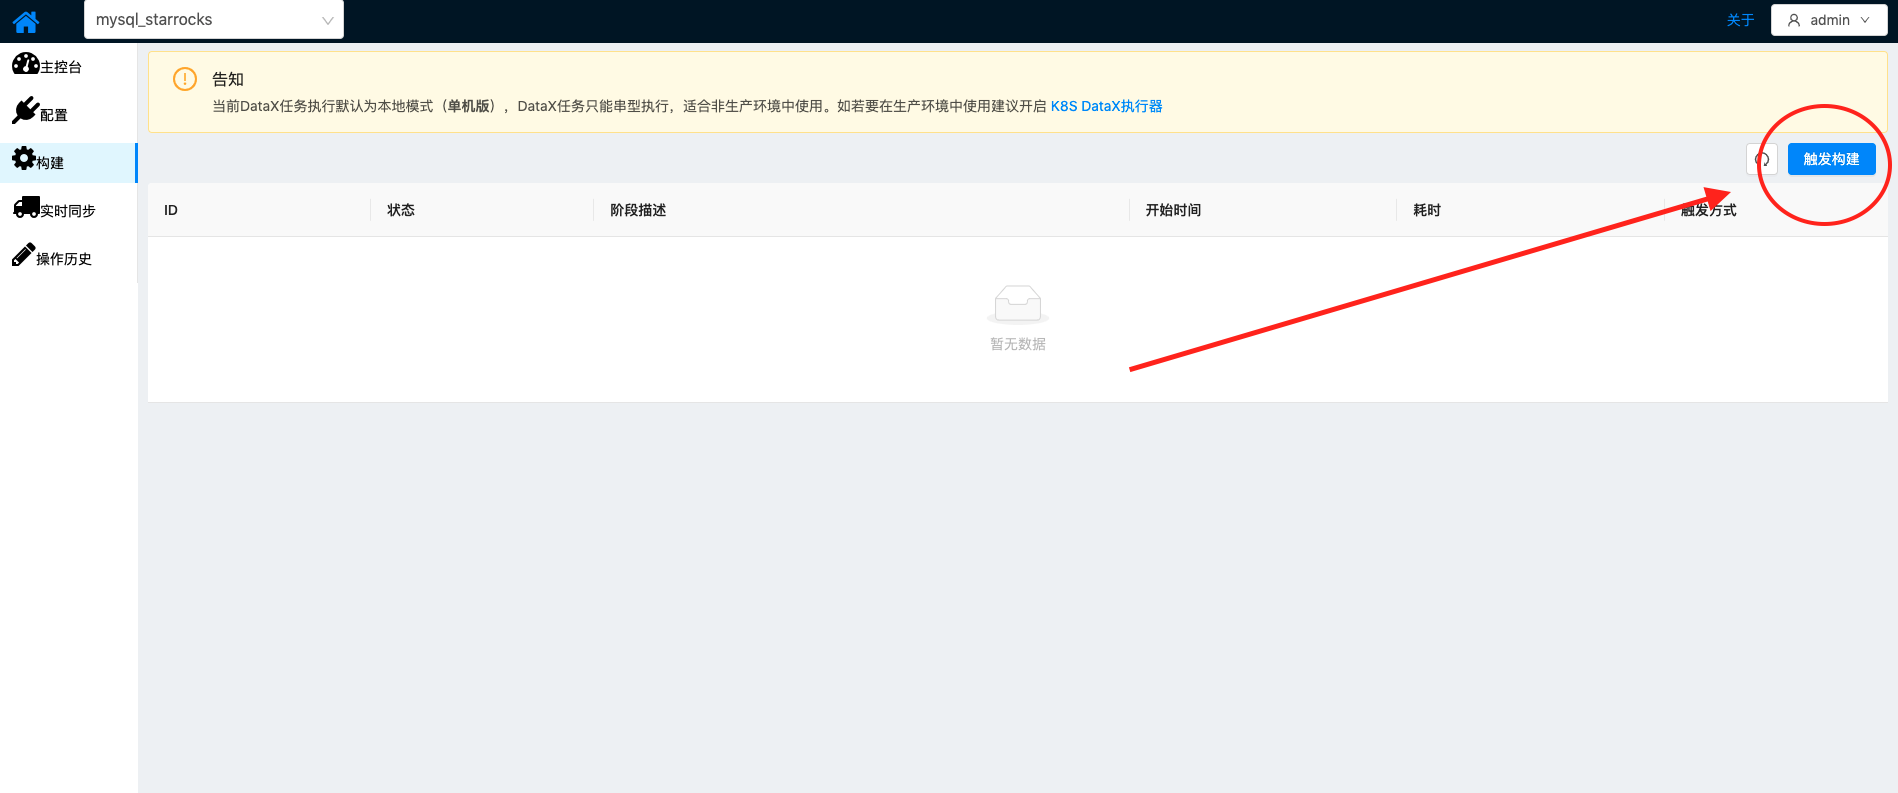 mysql_starrocks
关于
admin
主控台
配置
构建
实时同步
操作历史
告知
当前DataX任务执行默认为本地模式（单机版），DataX任务只能串型执行，适合非生产环境中使用。如若要在生产环境中使用建议开启 K8S DataX执行器
触发构建
ID 状态 阶段描述 开始时间 耗时 触发方式
暂无数据